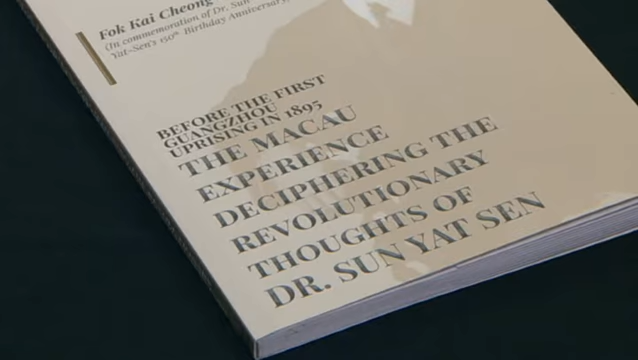 Fok Kai Cheong
(In commemoration of Dr. Sun
Yat-Sen's 150th Birthday Anniversary)
BEFORE THE FIRST
GUANGZHOU
UPRISING IN 1895
THE MACAU
EXPERIENCE
DECIPHERING THE
REVOLUTIONARY
THOUGHTS OF
DR. SUN YAT SEN